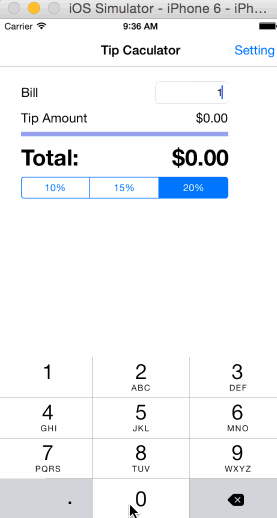 iOS Simulator - iPhone 6 - iPh...
Carrier 9:36 AM
Tip Caculator Setting
Bill 1
Tip Amount $0.00
Total: $0.00
10% 15% 20%
1 2 3
ABC DEF
4 5 6
GHI JKL MNO
7 8 9
PQRS TUV WXYZ
. 0